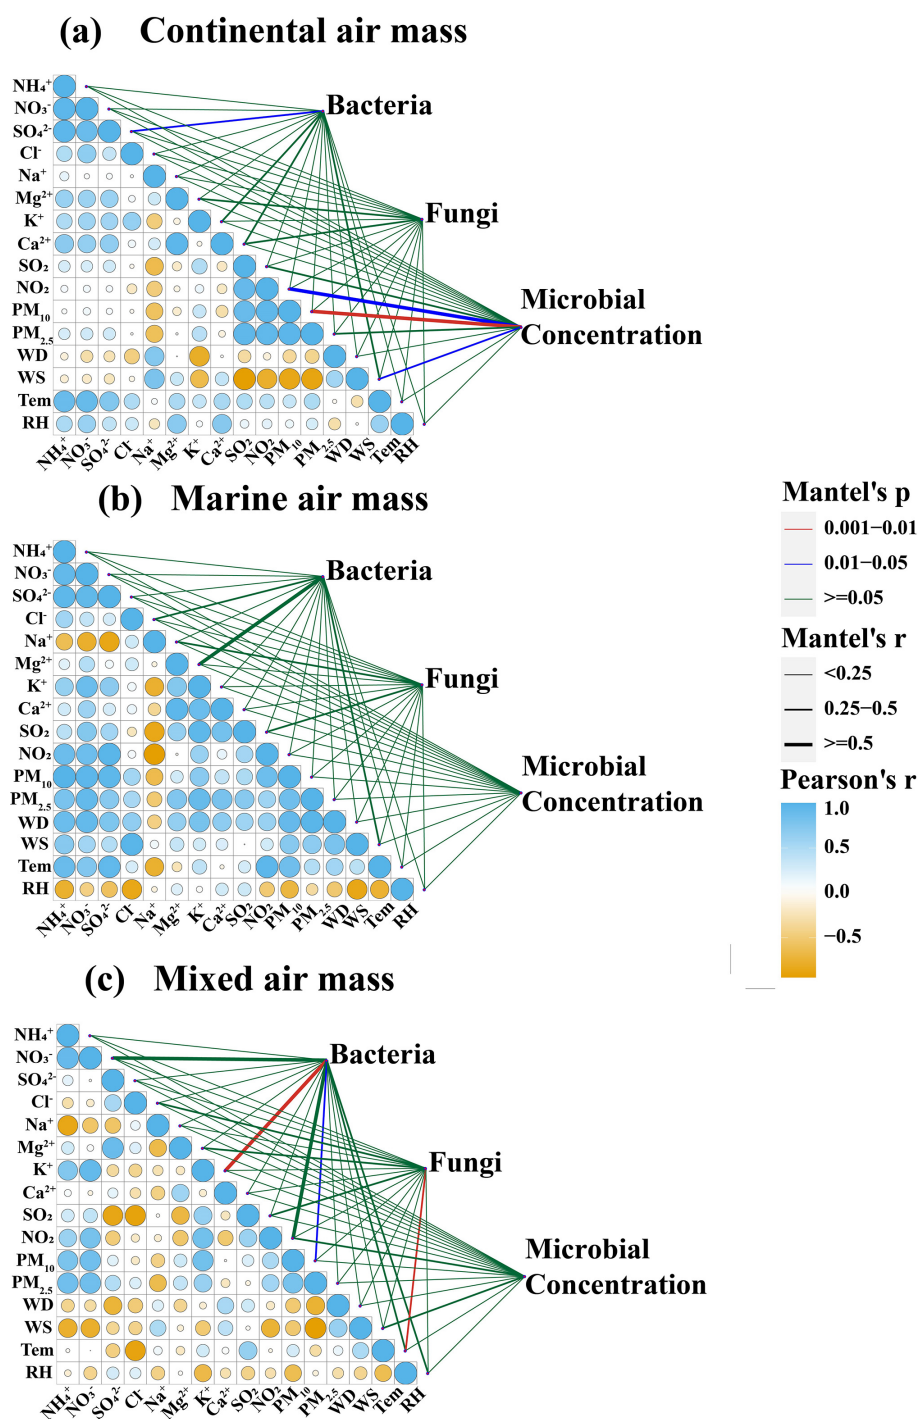 (a) Continental air mass
NH₄⁺
NO₃⁻
SO₄²⁻
Cl⁻
Na⁺
Mg²⁺
K⁺
Ca²⁺
SO₂
NO₂
PM₁₀
PM₂.₅
WD
WS
Tem
RH
NH₄⁺ NO₃⁻ SO₄²⁻ Cl⁻ Na⁺ Mg²⁺ K⁺ Ca²⁺ SO₂ NO₂ PM₁₀ PM₂.₅ WD WS Tem RH
Bacteria
Fungi
Microbial
Concentration
(b) Marine air mass
NH₄⁺
NO₃⁻
SO₄²⁻
Cl⁻
Na⁺
Mg²⁺
K⁺
Ca²⁺
SO₂
NO₂
PM₁₀
PM₂.₅
WD
WS
Tem
RH
NH₄⁺ NO₃⁻ SO₄²⁻ Cl⁻ Na⁺ Mg²⁺ K⁺ Ca²⁺ SO₂ NO₂ PM₁₀ PM₂.₅ WD WS Tem RH
Bacteria
Fungi
Microbial
Concentration
Mantel's p
0.001−0.01
0.01−0.05
>=0.05
Mantel's r
<0.25
0.25−0.5
>=0.5
Pearson's r
1.0
0.5
0.0
−0.5
(c) Mixed air mass
NH₄⁺
NO₃⁻
SO₄²⁻
Cl⁻
Na⁺
Mg²⁺
K⁺
Ca²⁺
SO₂
NO₂
PM₁₀
PM₂.₅
WD
WS
Tem
RH
NH₄⁺ NO₃⁻ SO₄²⁻ Cl⁻ Na⁺ Mg²⁺ K⁺ Ca²⁺ SO₂ NO₂ PM₁₀ PM₂.₅ WD WS Tem RH
Bacteria
Fungi
Microbial
Concentration